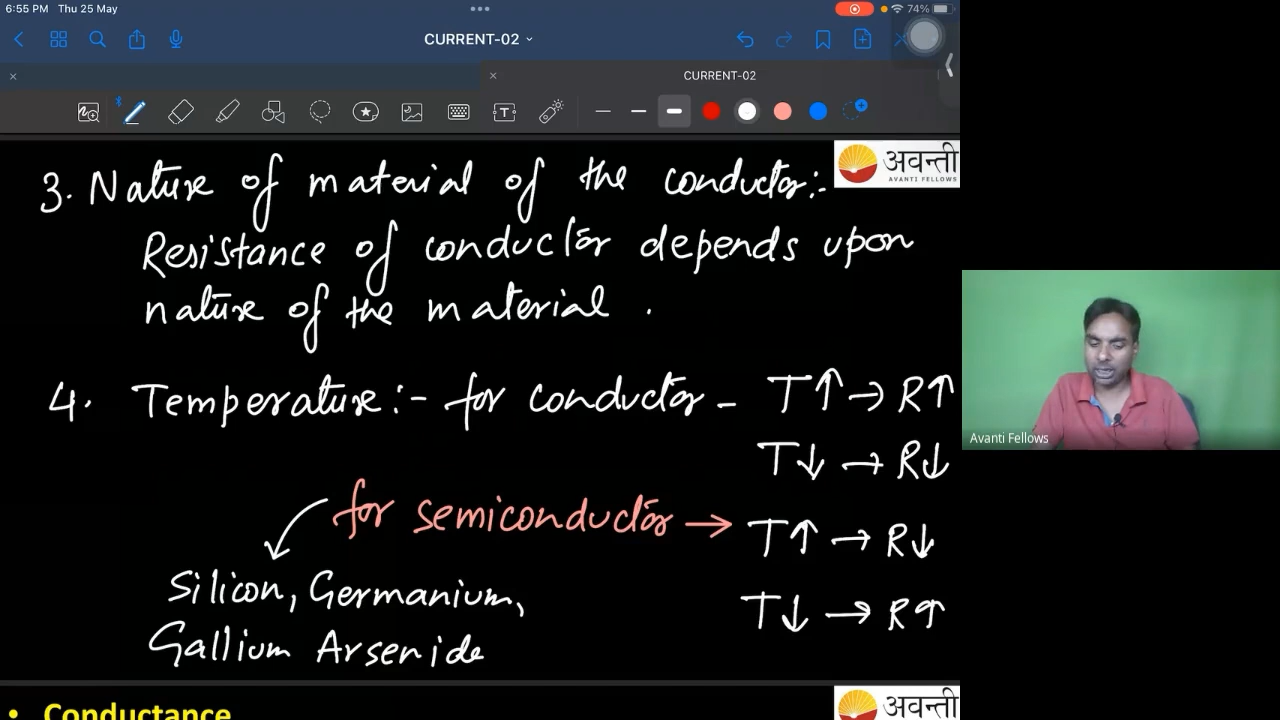 6:55 PM Thu 25 May
74%
CURRENT-02
CURRENT-02
T
अवन्ती
AVANTI FELLOWS
3. Nature of material of the conductor:-
Resistance of conductor depends upon
nature of the material .
4. Temperature:- for conductor - T↑ → R↑
T↓ → R↓
for semiconductor → T↑ → R↓
T↓ → R↑
Silicon, Germanium,
Gallium Arsenide
Avanti Fellows
• Conductance
अवन्ती